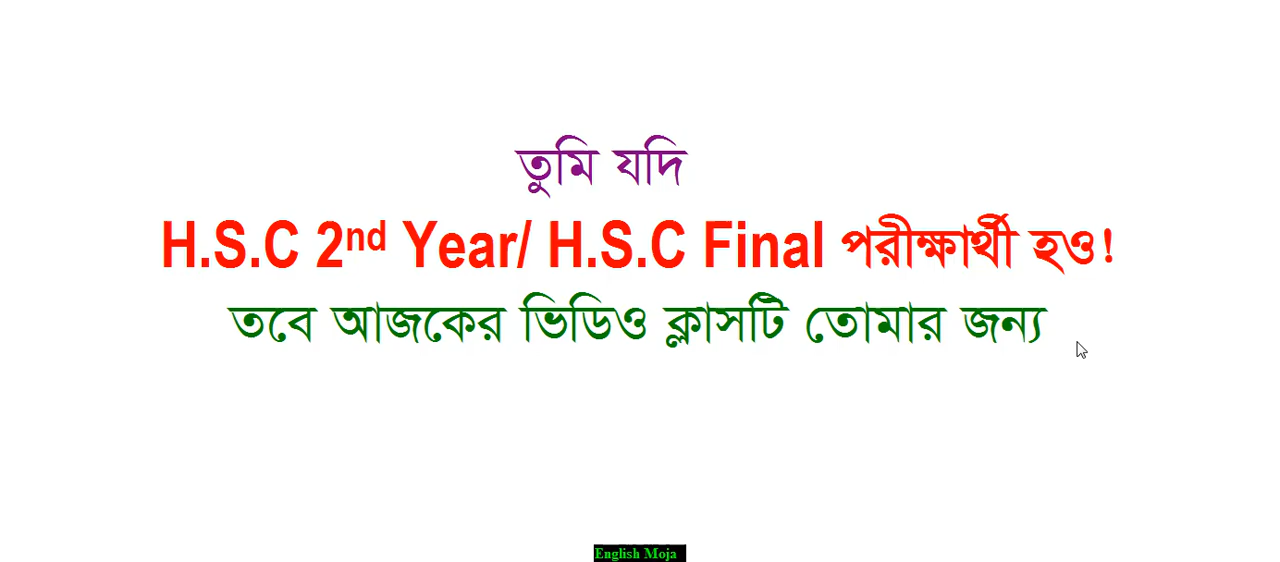 তুমি যদি
H.S.C 2nd Year/ H.S.C Final পরীক্ষার্থী হও!
তবে আজকের ভিডিও ক্লাসটি তোমার জন্য
English Moja